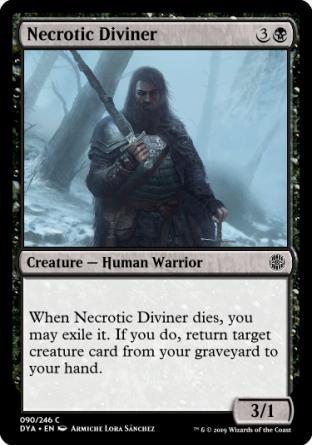 Necrotic Diviner 3
Creature — Human Warrior
When Necrotic Diviner dies, you
may exile it. If you do, return target
creature card from your graveyard to
your hand.
3/1
090/246 C
DYA • EN ARMICHE LORA SÁNCHEZ ™ & © 2019 Wizards of the Coast